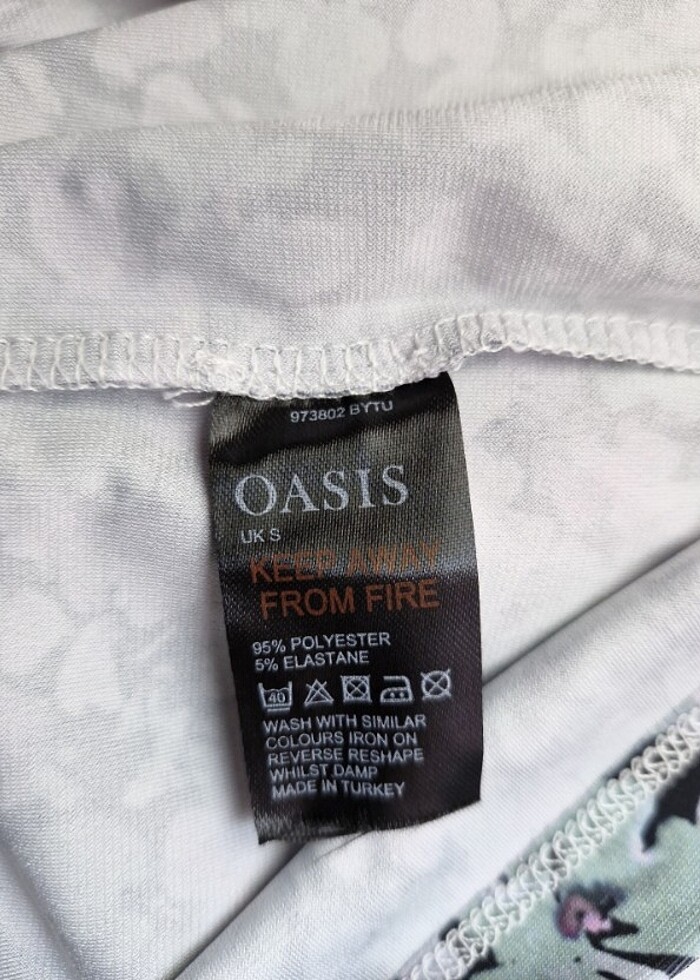 973802 BYTU
OASIS
UK S
KEEP AWAY
FROM FIRE
95% POLYESTER
5% ELASTANE
40
WASH WITH SIMILAR
COLOURS IRON ON
REVERSE RESHAPE
WHILST DAMP
MADE IN TURKEY